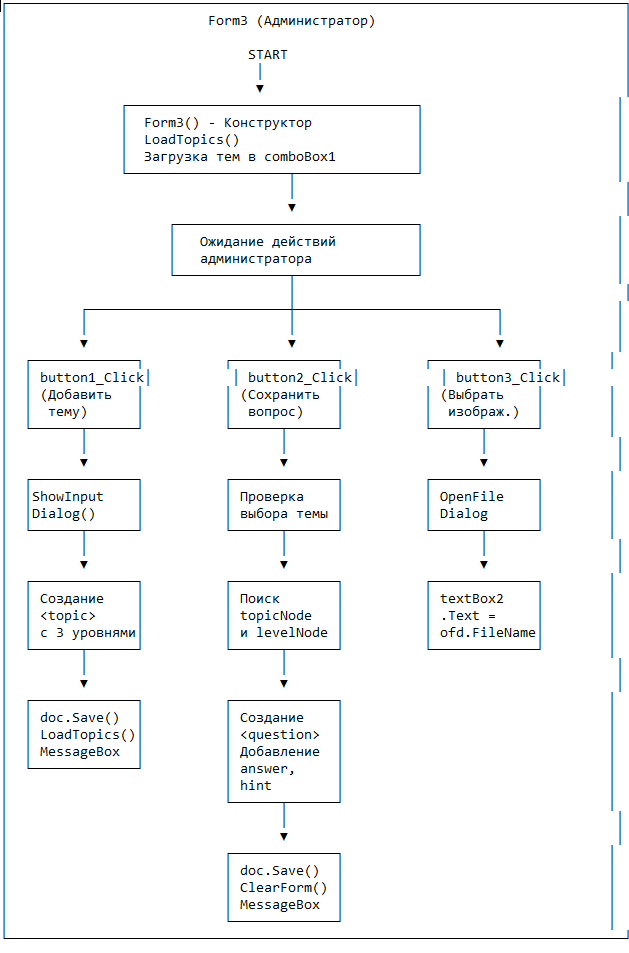 Form3 (Администратор)
START
Form3() - Конструктор
LoadTopics()
Загрузка тем в comboBox1
Ожидание действий
администратора
button1_Click
(Добавить
тему)
button2_Click
(Сохранить
вопрос)
button3_Click
(Выбрать
изображ.)
ShowInput
Dialog()
Проверка
выбора темы
OpenFile
Dialog
Создание
<topic>
с 3 уровнями
Поиск
topicNode
и levelNode
textBox2
.Text =
ofd.FileName
doc.Save()
LoadTopics()
MessageBox
Создание
<question>
Добавление
answer,
hint
doc.Save()
ClearForm()
MessageBox